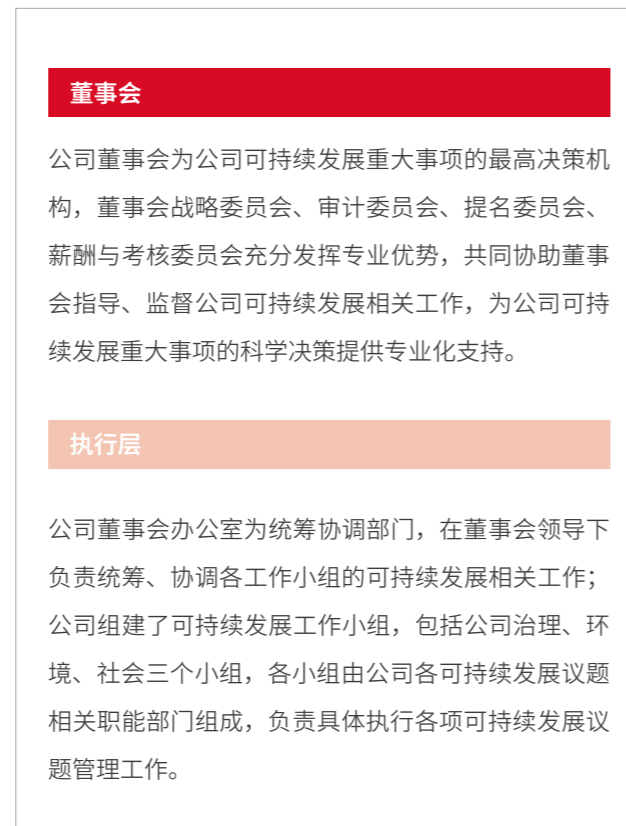 董事会
公司董事会为公司可持续发展重大事项的最高决策机
构，董事会战略委员会、审计委员会、提名委员会、
薪酬与考核委员会充分发挥专业优势，共同协助董事
会指导、监督公司可持续发展相关工作，为公司可持
续发展重大事项的科学决策提供专业化支持。
执行层
公司董事会办公室为统筹协调部门，在董事会领导下
负责统筹、协调各工作小组的可持续发展相关工作；
公司组建了可持续发展工作小组，包括公司治理、环
境、社会三个小组，各小组由公司各可持续发展议题
相关职能部门组成，负责具体执行各项可持续发展议
题管理工作。